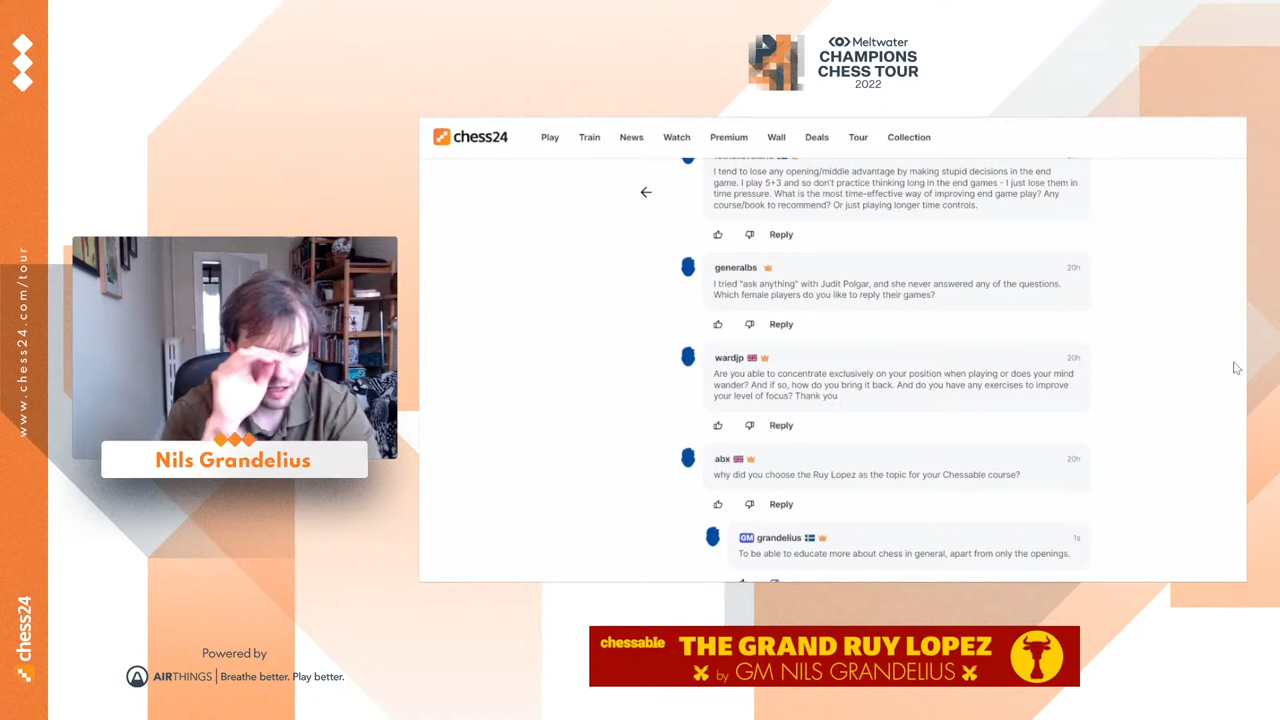 Meltwater
CHAMPIONS
CHESS TOUR
2022
chess24
Play
Train
News
Watch
Premium
Wall
Deals
Tour
Collection
I tend to lose any opening/middle advantage by making stupid decisions in the end
game. I play 5+3 and so don't practice thinking long in the end games - I just lose them in
time pressure. What is the most time-effective way of improving end game play? Any
course/book to recommend? Or just playing longer time controls.
Reply
generalbs
20h
I tried "ask anything" with Judit Polgar, and she never answered any of the questions.
Which female players do you like to reply their games?
Reply
wardjp
20h
Are you able to concentrate exclusively on your position when playing or does your mind
wander? And if so, how do you bring it back. And do you have any exercises to improve
your level of focus? Thank you
Reply
abx
20h
why did you choose the Ruy Lopez as the topic for your Chessable course?
Reply
GM grandelius
1s
To be able to educate more about chess in general, apart from only the openings.
www.chess24.com/tour
chess24
Nils Grandelius
Powered by
AIRTHINGS | Breathe better. Play better.
chessable
THE GRAND RUY LOPEZ
by GM NILS GRANDELIUS